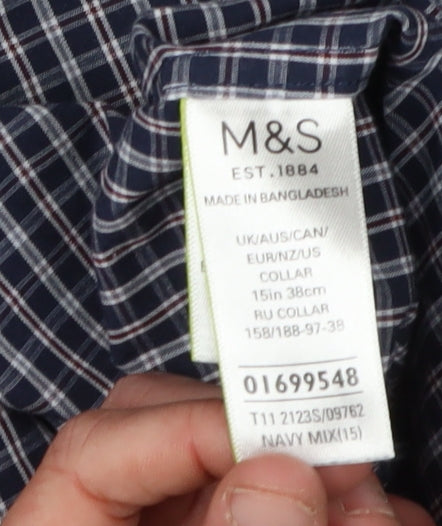 M&S
EST.1884
MADE IN BANGLADESH
UK/AUS/CAN/
EUR/NZ/US
COLLAR
15in 38cm
RU COLLAR
158/188-97-38
01699548
T11 2123S/09762
NAVY MIX(15)